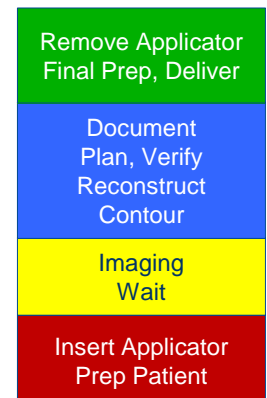 Remove Applicator
Final Prep, Deliver
Document
Plan, Verify
Reconstruct
Contour
Imaging
Wait
Insert Applicator
Prep Patient